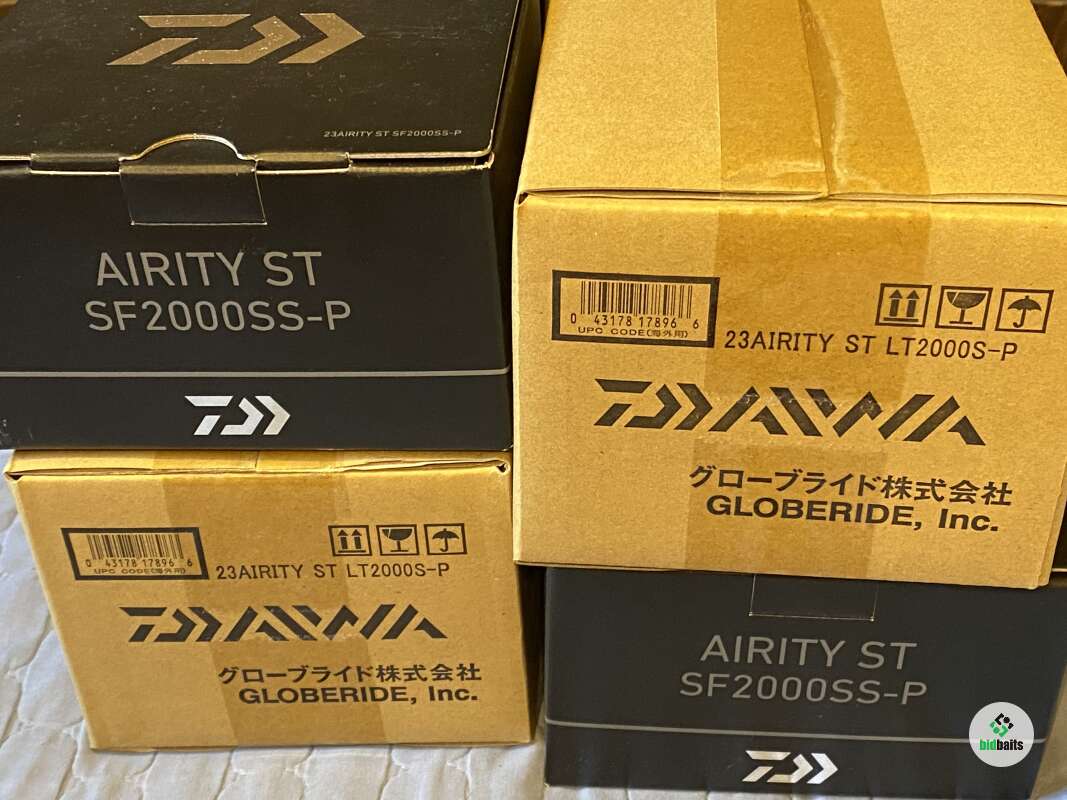 23AIRITY ST SF2000SS-P
AIRITY ST
SF2000SS-P
0 43178 17896 6
UPC CODE(海外用)
23AIRITY ST LT2000S-P
DAIWA
グローブライド株式会社
GLOBERIDE, Inc.
0 43178 17896 6
UPC CODE(海外用)
23AIRITY ST LT2000S-P
DAIWA
グローブライド株式会社
GLOBERIDE, Inc.
AIRITY ST
SF2000SS-P
bidbaits